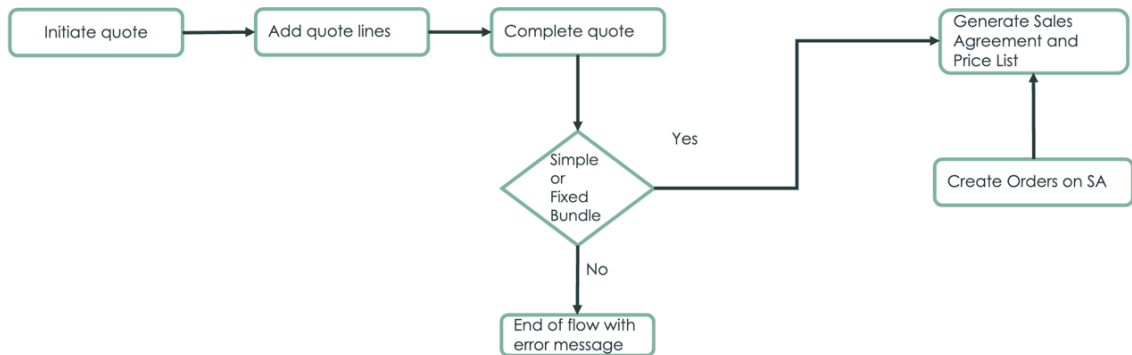 Initiate quote
Add quote lines
Complete quote
Generate Sales
Agreement and
Price List
Yes
Simple
or
Fixed
Bundle
Create Orders on SA
No
End of flow with
error message